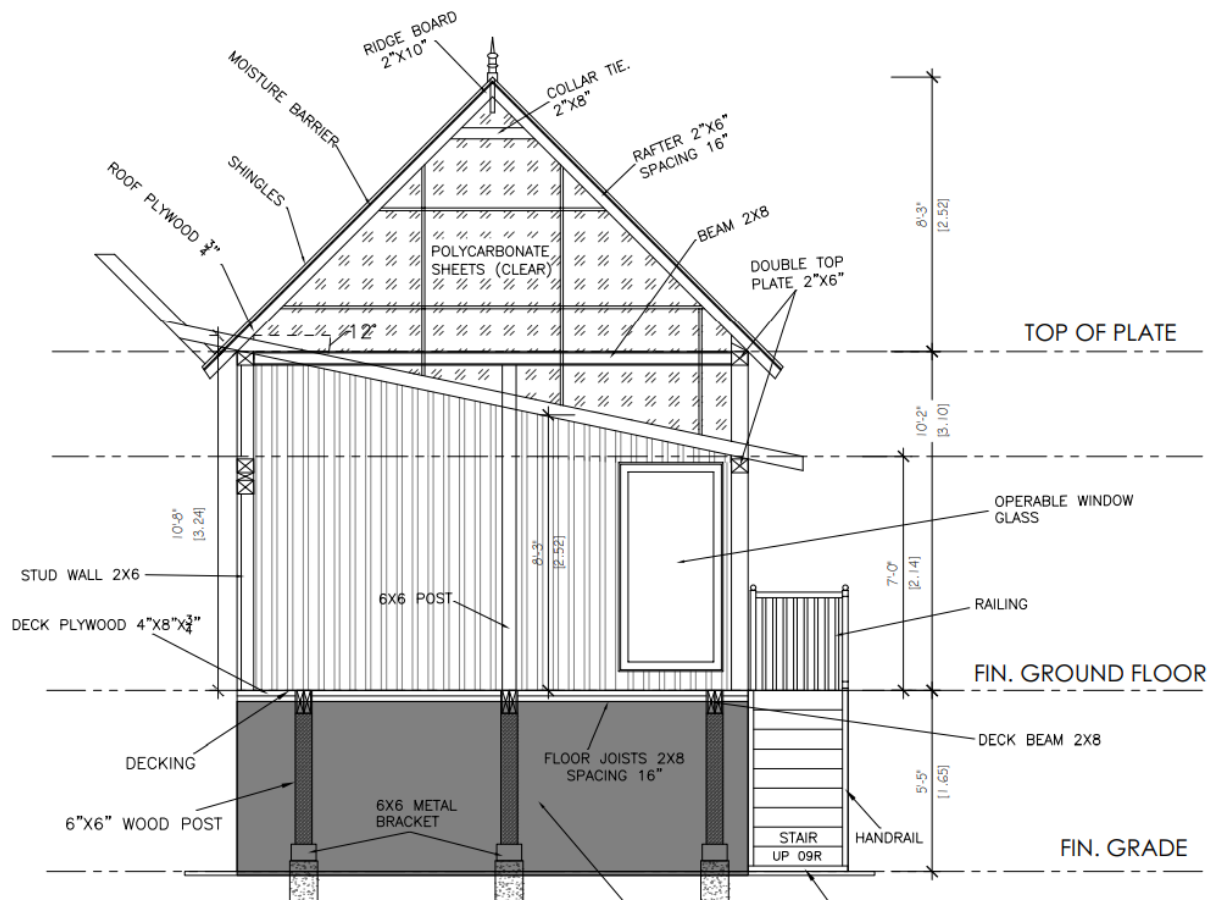 RIDGE BOARD
2"X10"
COLLAR TIE.
2"X8"
MOISTURE BARRIER
RAFTER 2"X6"
SPACING 16"
SHINGLES
ROOF PLYWOOD 3/4"
8'-3"
[2.52]
BEAM 2X8
POLYCARBONATE
SHEETS (CLEAR)
DOUBLE TOP
PLATE 2"X6"
12°
TOP OF PLATE
10'-2"
[3.10]
OPERABLE WINDOW
GLASS
10'-8"
[3.24]
8'-3"
[2.52]
7'-0"
[2.14]
STUD WALL 2X6
6X6 POST
RAILING
DECK PLYWOOD 4"X8"X3/4"
FIN. GROUND FLOOR
DECKING
FLOOR JOISTS 2X8
SPACING 16"
DECK BEAM 2X8
5'-5"
[1.65]
6"X6" WOOD POST
6X6 METAL
BRACKET
STAIR
UP 09R
HANDRAIL
FIN. GRADE